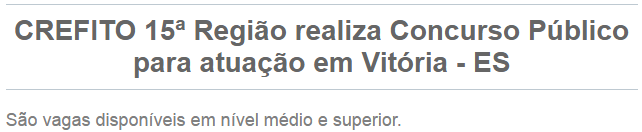 CREFITO 15ª Região realiza Concurso Público
para atuação em Vitória - ES
São vagas disponíveis em nível médio e superior.